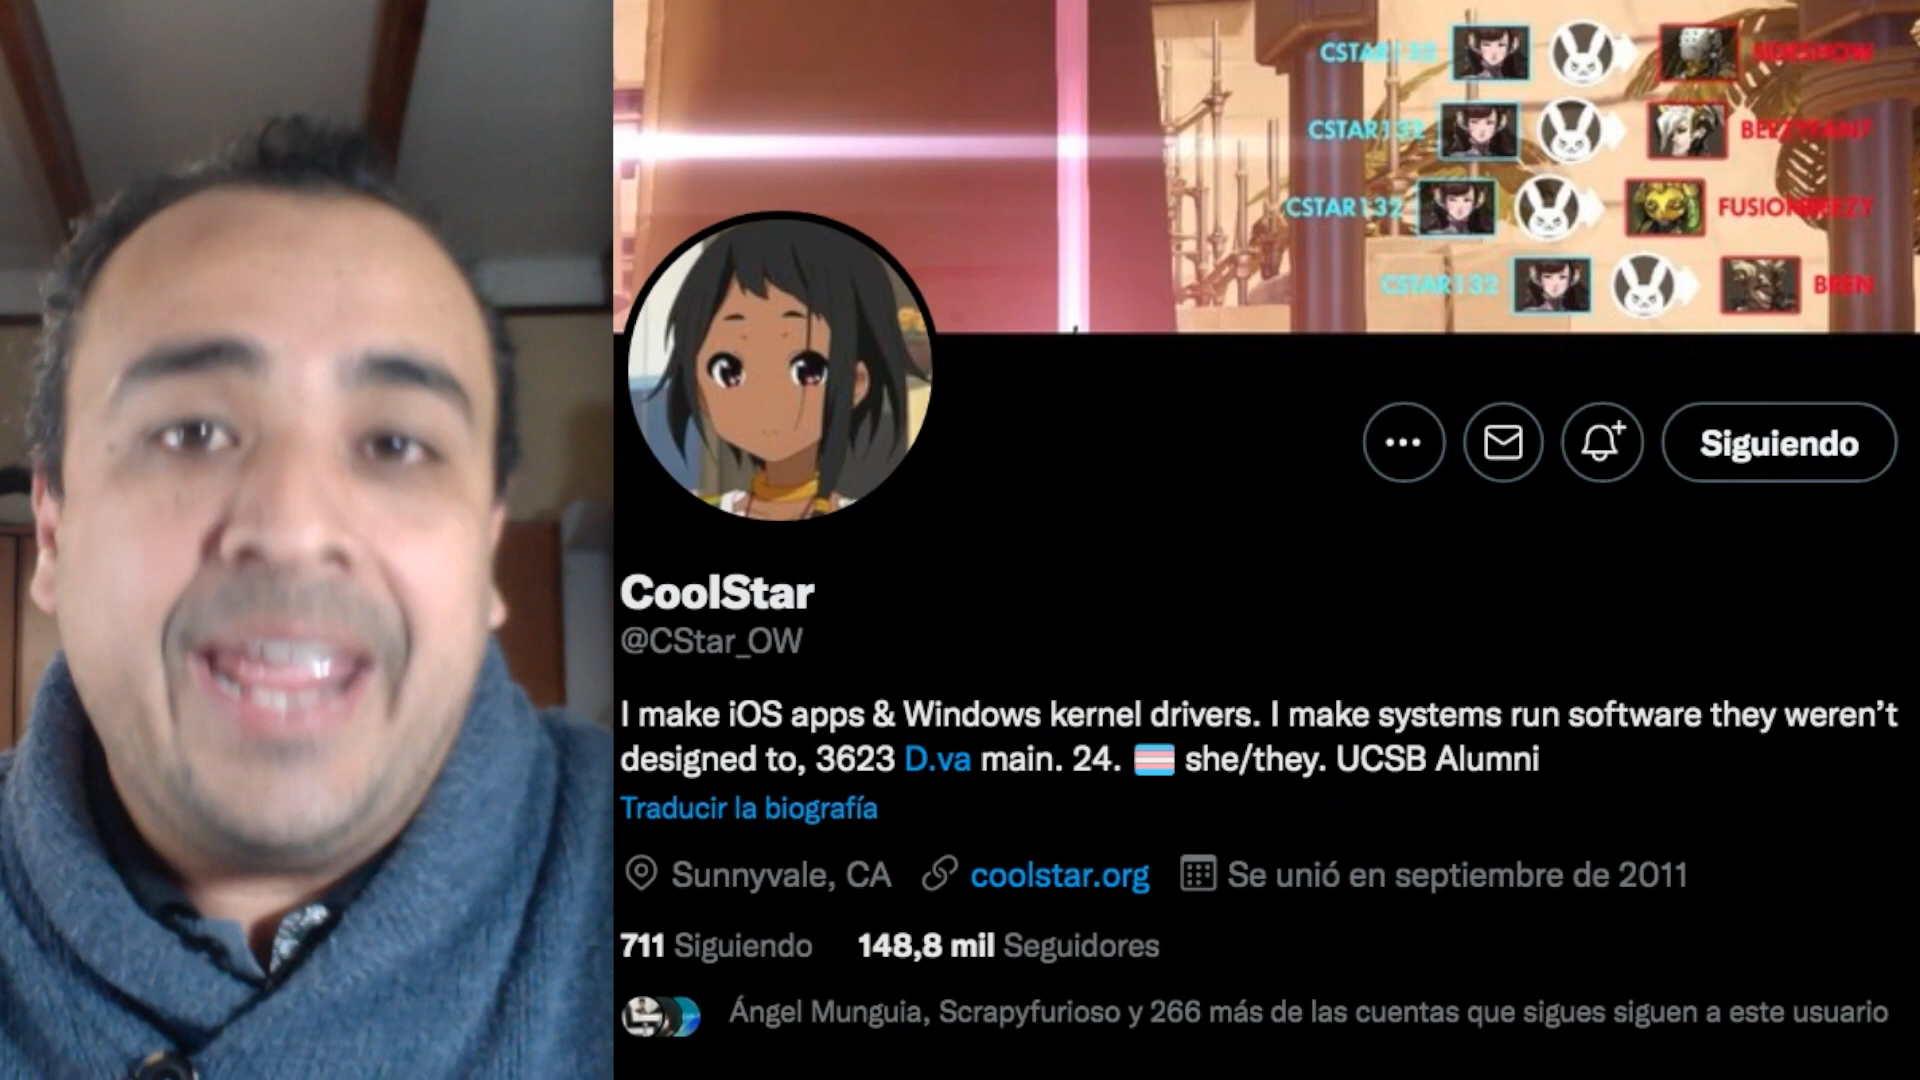 CSTAR132
CSTAR132
CSTAR132 FUSIONBEEZY
CSTAR132 BREN
Siguiendo
CoolStar
@CStar_OW
I make iOS apps & Windows kernel drivers. I make systems run software they weren’t
designed to, 3623 D.va main. 24. she/they. UCSB Alumni
Traducir la biografía
Sunnyvale, CA coolstar.org Se unió en septiembre de 2011
711 Siguiendo 148,8 mil Seguidores
Ángel Munguia, Scrapyfurioso y 266 más de las cuentas que sigues siguen a este usuario